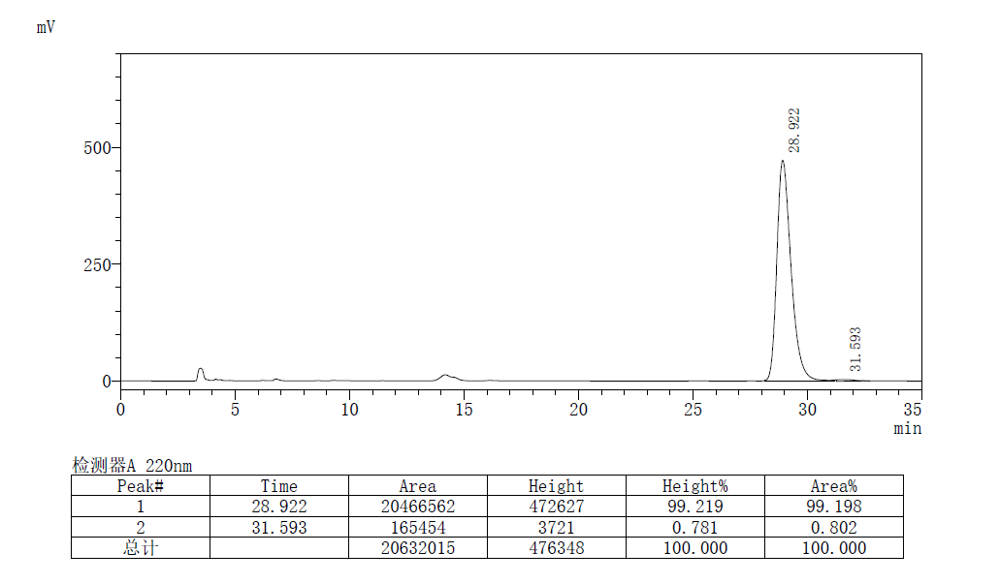 mV
28.922
500
31.593
250
0
0 5 10 15 20 25 30 35
min
检测器A 220nm
Peak# Time Area Height Height% Area%
1 28.922 20466562 472627 99.219 99.198
2 31.593 165454 3721 0.781 0.802
总计 20632015 476348 100.000 100.000